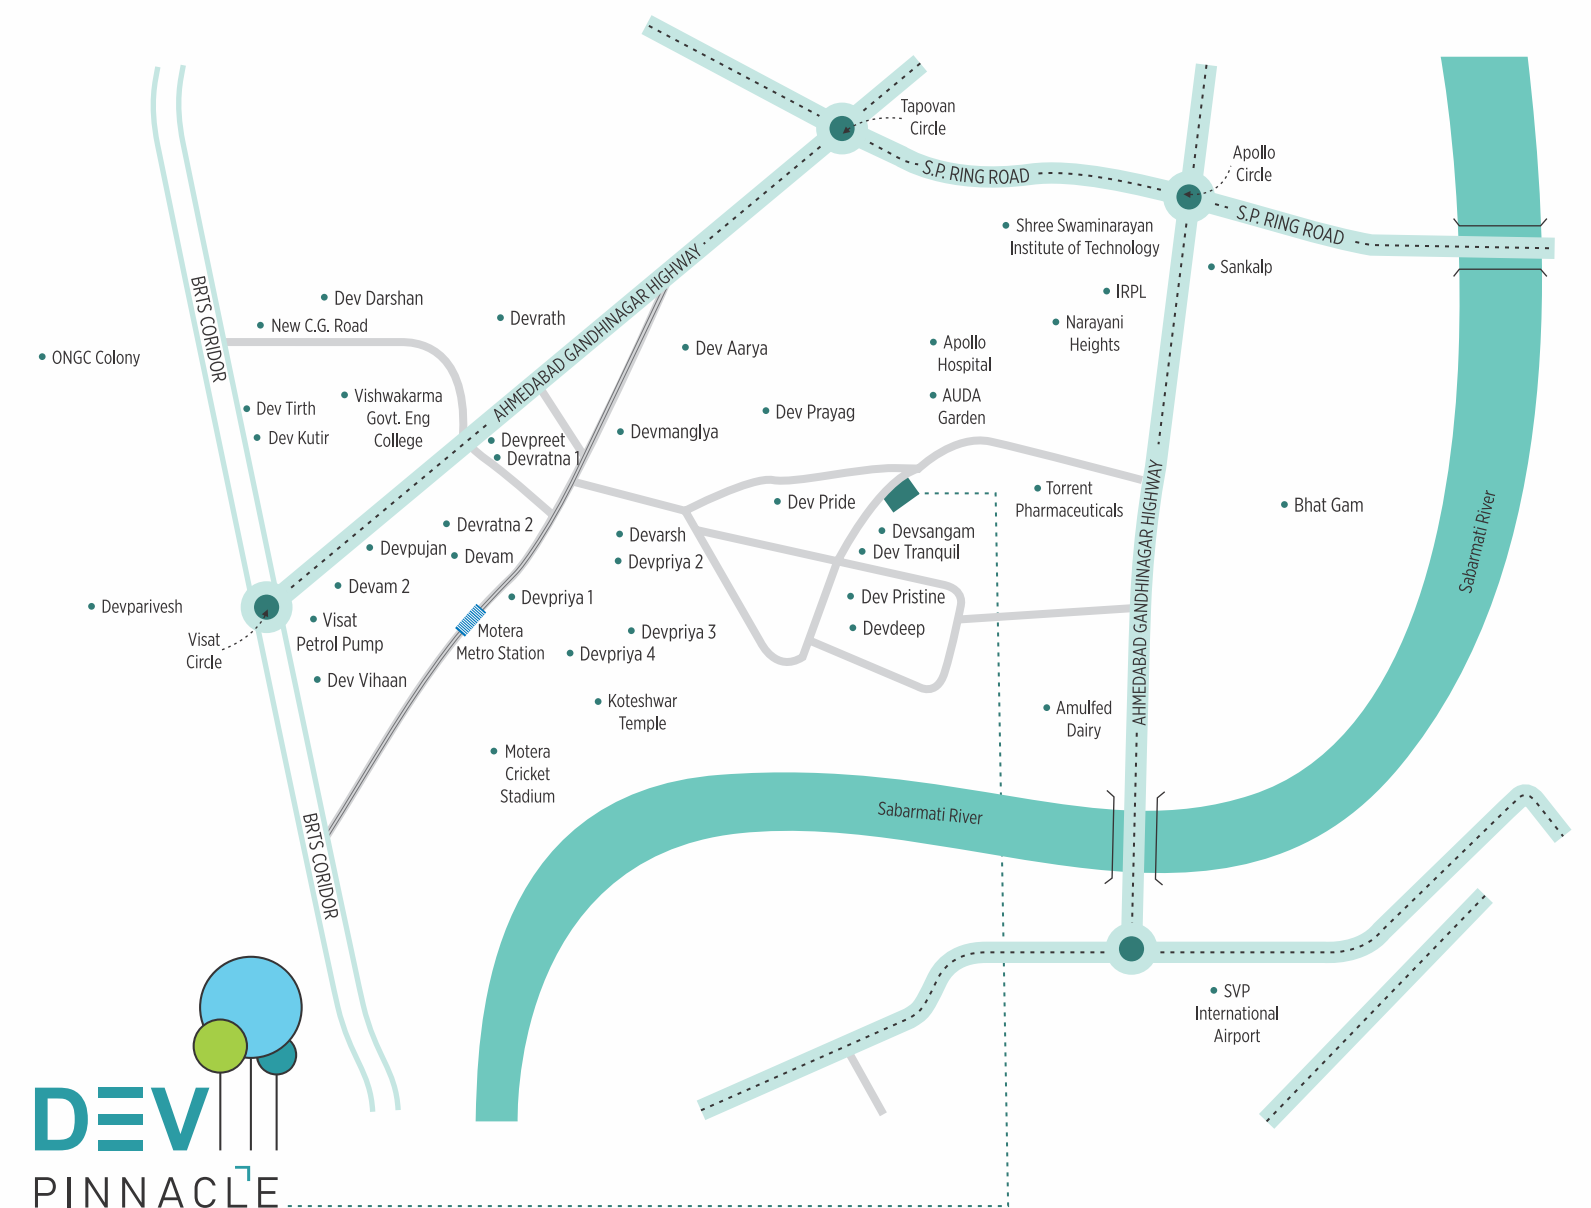 Tapovan
Circle
S.P. RING ROAD
Apollo
Circle
S.P. RING ROAD
Shree Swaminarayan
Institute of Technology
Sankalp
IRPL
Narayani
Heights
Apollo
Hospital
AUDA
Garden
BRTS CORIDOR
Dev Darshan
New C.G. Road
ONGC Colony
Devrath
AHMEDABAD GANDHINAGAR HIGHWAY
Dev Aarya
Dev Tirth
Dev Kutir
Vishwakarma
Govt. Eng
College
Devpreet
Devratna 1
Devmanglya
Dev Prayag
Dev Pride
Torrent
Pharmaceuticals
AHMEDABAD GANDHINAGAR HIGHWAY
Bhat Gam
Sabarmati River
Devratna 2
Devpujan
Devam
Devarsh
Devpriya 2
Devsangam
Dev Tranquil
Devam 2
Devparivesh
Visat
Circle
Visat
Petrol Pump
Devpriya 1
Motera
Metro Station
Devpriya 3
Devpriya 4
Dev Pristine
Devdeep
Dev Vihaan
Koteshwar
Temple
Amulfed
Dairy
Motera
Cricket
Stadium
Sabarmati River
BRTS CORIDOR
SVP
International
Airport
DEV
PINNACLE